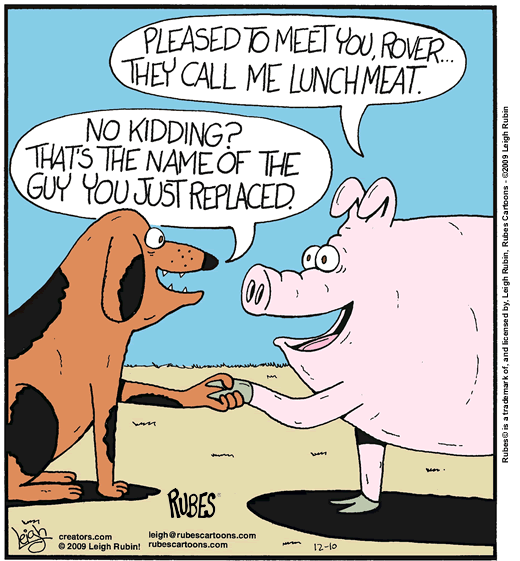 PLEASED TO MEET YOU, ROVER...
THEY CALL ME LUNCHMEAT.
NO KIDDING?
THAT'S THE NAME OF THE
GUY YOU JUST REPLACED.
RUBES®
Leigh
creators.com
© 2009 Leigh Rubin!
leigh@rubescartoons.com
rubescartoons.com
12-10
Rubes® is a trademark of, and licensed by, Leigh Rubin, Rubes Cartoons - ©2009 Leigh Rubin